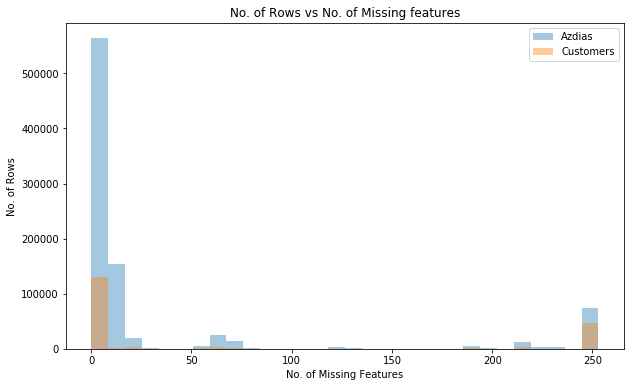 No. of Rows vs No. of Missing features
Azdias
Customers
No. of Rows
500000
400000
300000
200000
100000
0
0 50 100 150 200 250
No. of Missing Features